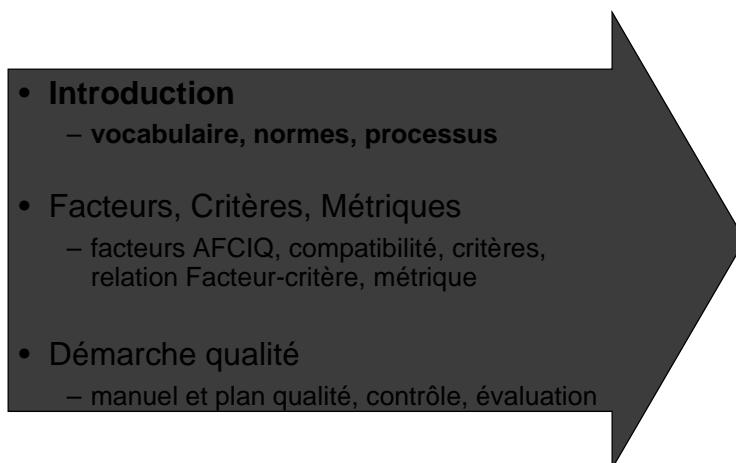 • Introduction
– vocabulaire, normes, processus
• Facteurs, Critères, Métriques
– facteurs AFCIQ, compatibilité, critères,
relation Facteur-critère, métrique
• Démarche qualité
– manuel et plan qualité, contrôle, évaluation